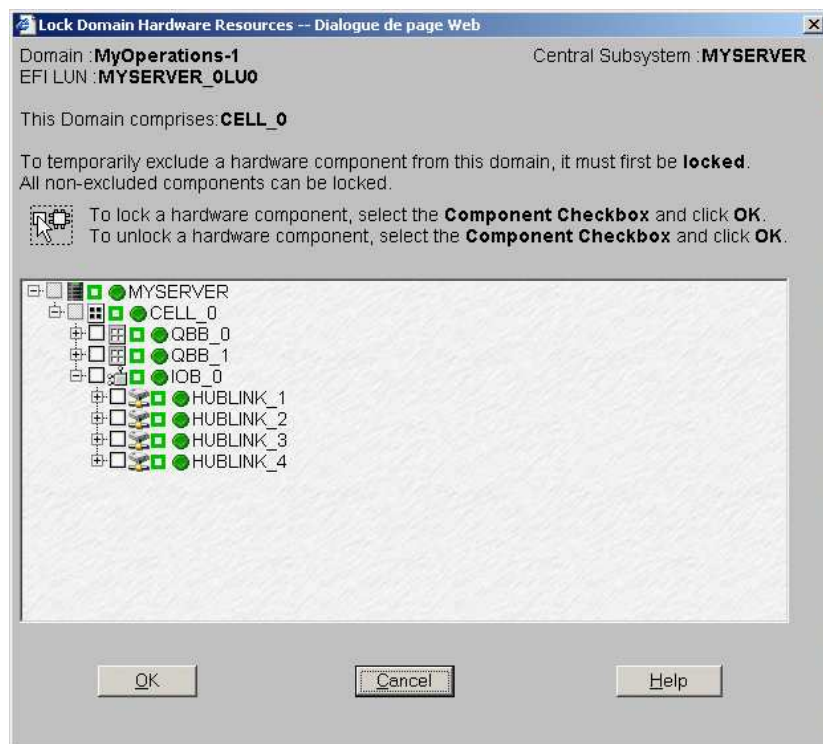 Lock Domain Hardware Resources -- Dialogue de page Web
Domain :MyOperations-1 Central Subsystem :MYSERVER
EFI LUN :MYSERVER_0LU0
This Domain comprises:CELL_0
To temporarily exclude a hardware component from this domain, it must first be locked.
All non-excluded components can be locked.
To lock a hardware component, select the Component Checkbox and click OK.
To unlock a hardware component, select the Component Checkbox and click OK.
MYSERVER
CELL_0
QBB_0
QBB_1
IOB_0
HUBLINK_1
HUBLINK_2
HUBLINK_3
HUBLINK_4
OK Cancel Help